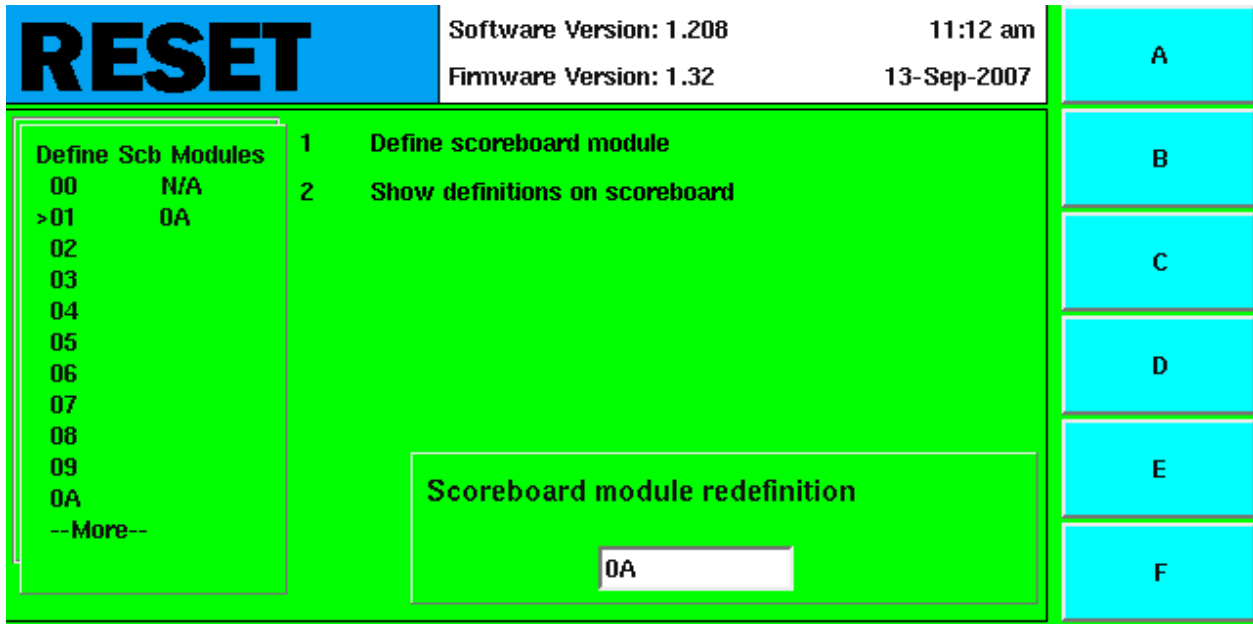 RESET
Software Version: 1.208 11:12 am
Firmware Version: 1.32 13-Sep-2007
Define Scb Modules
00 N/A
>01 0A
02
03
04
05
06
07
08
09
0A
--More--
1 Define scoreboard module
2 Show definitions on scoreboard
Scoreboard module redefinition
0A
A
B
C
D
E
F